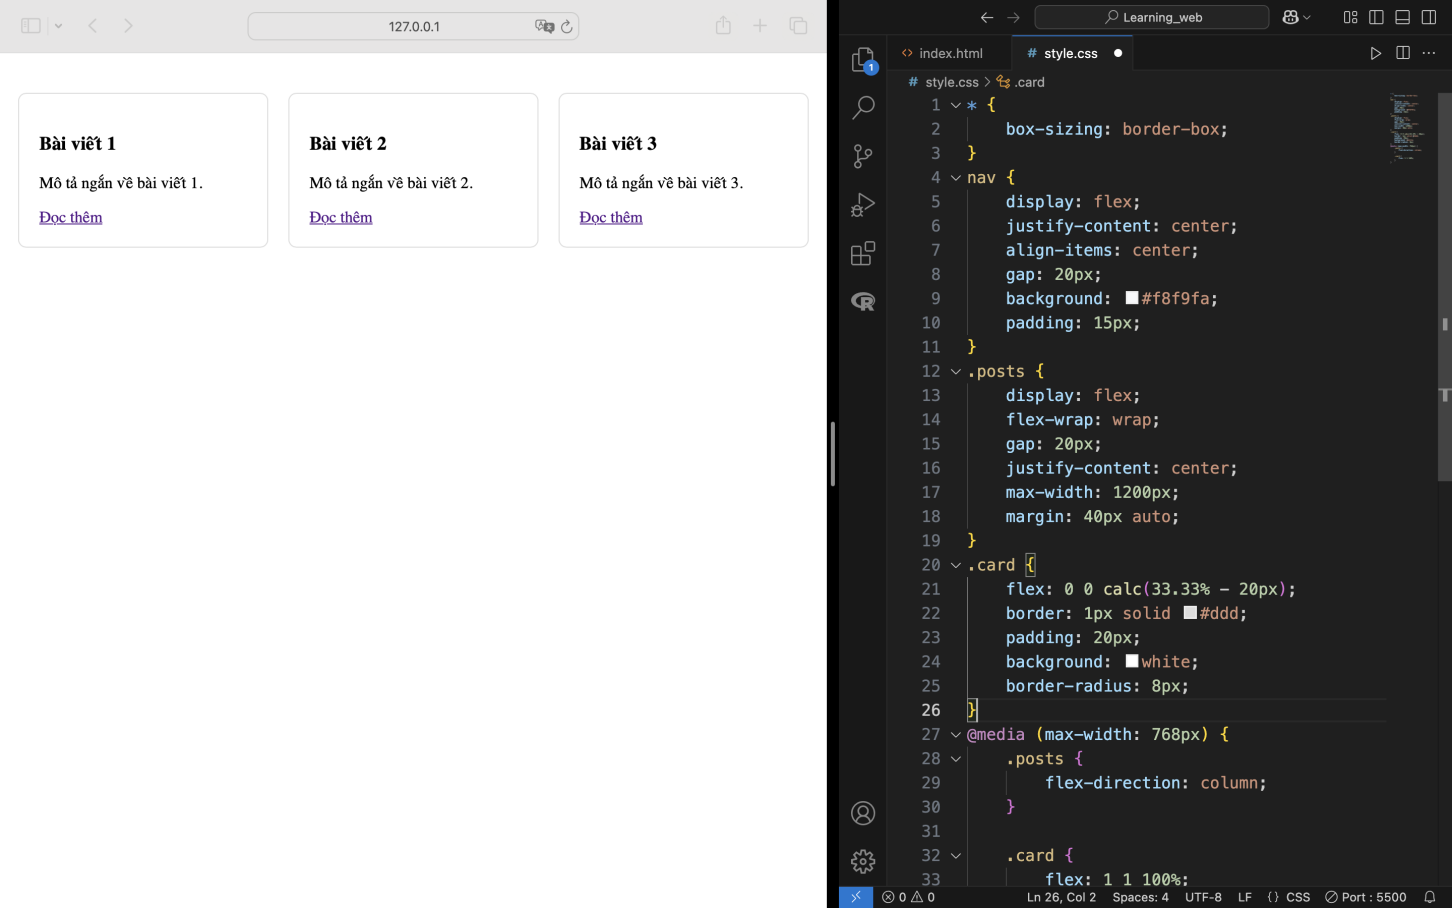 127.0.0.1
Bài viết 1
Mô tả ngắn về bài viết 1.
Đọc thêm
Bài viết 2
Mô tả ngắn về bài viết 2.
Đọc thêm
Bài viết 3
Mô tả ngắn về bài viết 3.
Đọc thêm
Learning_web
index.html
# style.css
# style.css > .card
1
1 * {
2 box-sizing: border-box;
3 }
4 nav {
5 display: flex;
6 justify-content: center;
7 align-items: center;
8 gap: 20px;
9 background: #f8f9fa;
10 padding: 15px;
11 }
12 .posts {
13 display: flex;
14 flex-wrap: wrap;
15 gap: 20px;
16 justify-content: center;
17 max-width: 1200px;
18 margin: 40px auto;
19 }
20 .card {
21 flex: 0 0 calc(33.33% - 20px);
22 border: 1px solid #ddd;
23 padding: 20px;
24 background: white;
25 border-radius: 8px;
26 }
27 @media (max-width: 768px) {
28 .posts {
29 flex-direction: column;
30 }
31
32 .card {
33 flex: 1 1 100%;
0 0
Ln 26, Col 2
Spaces: 4
UTF-8
LF
{} CSS
Port : 5500